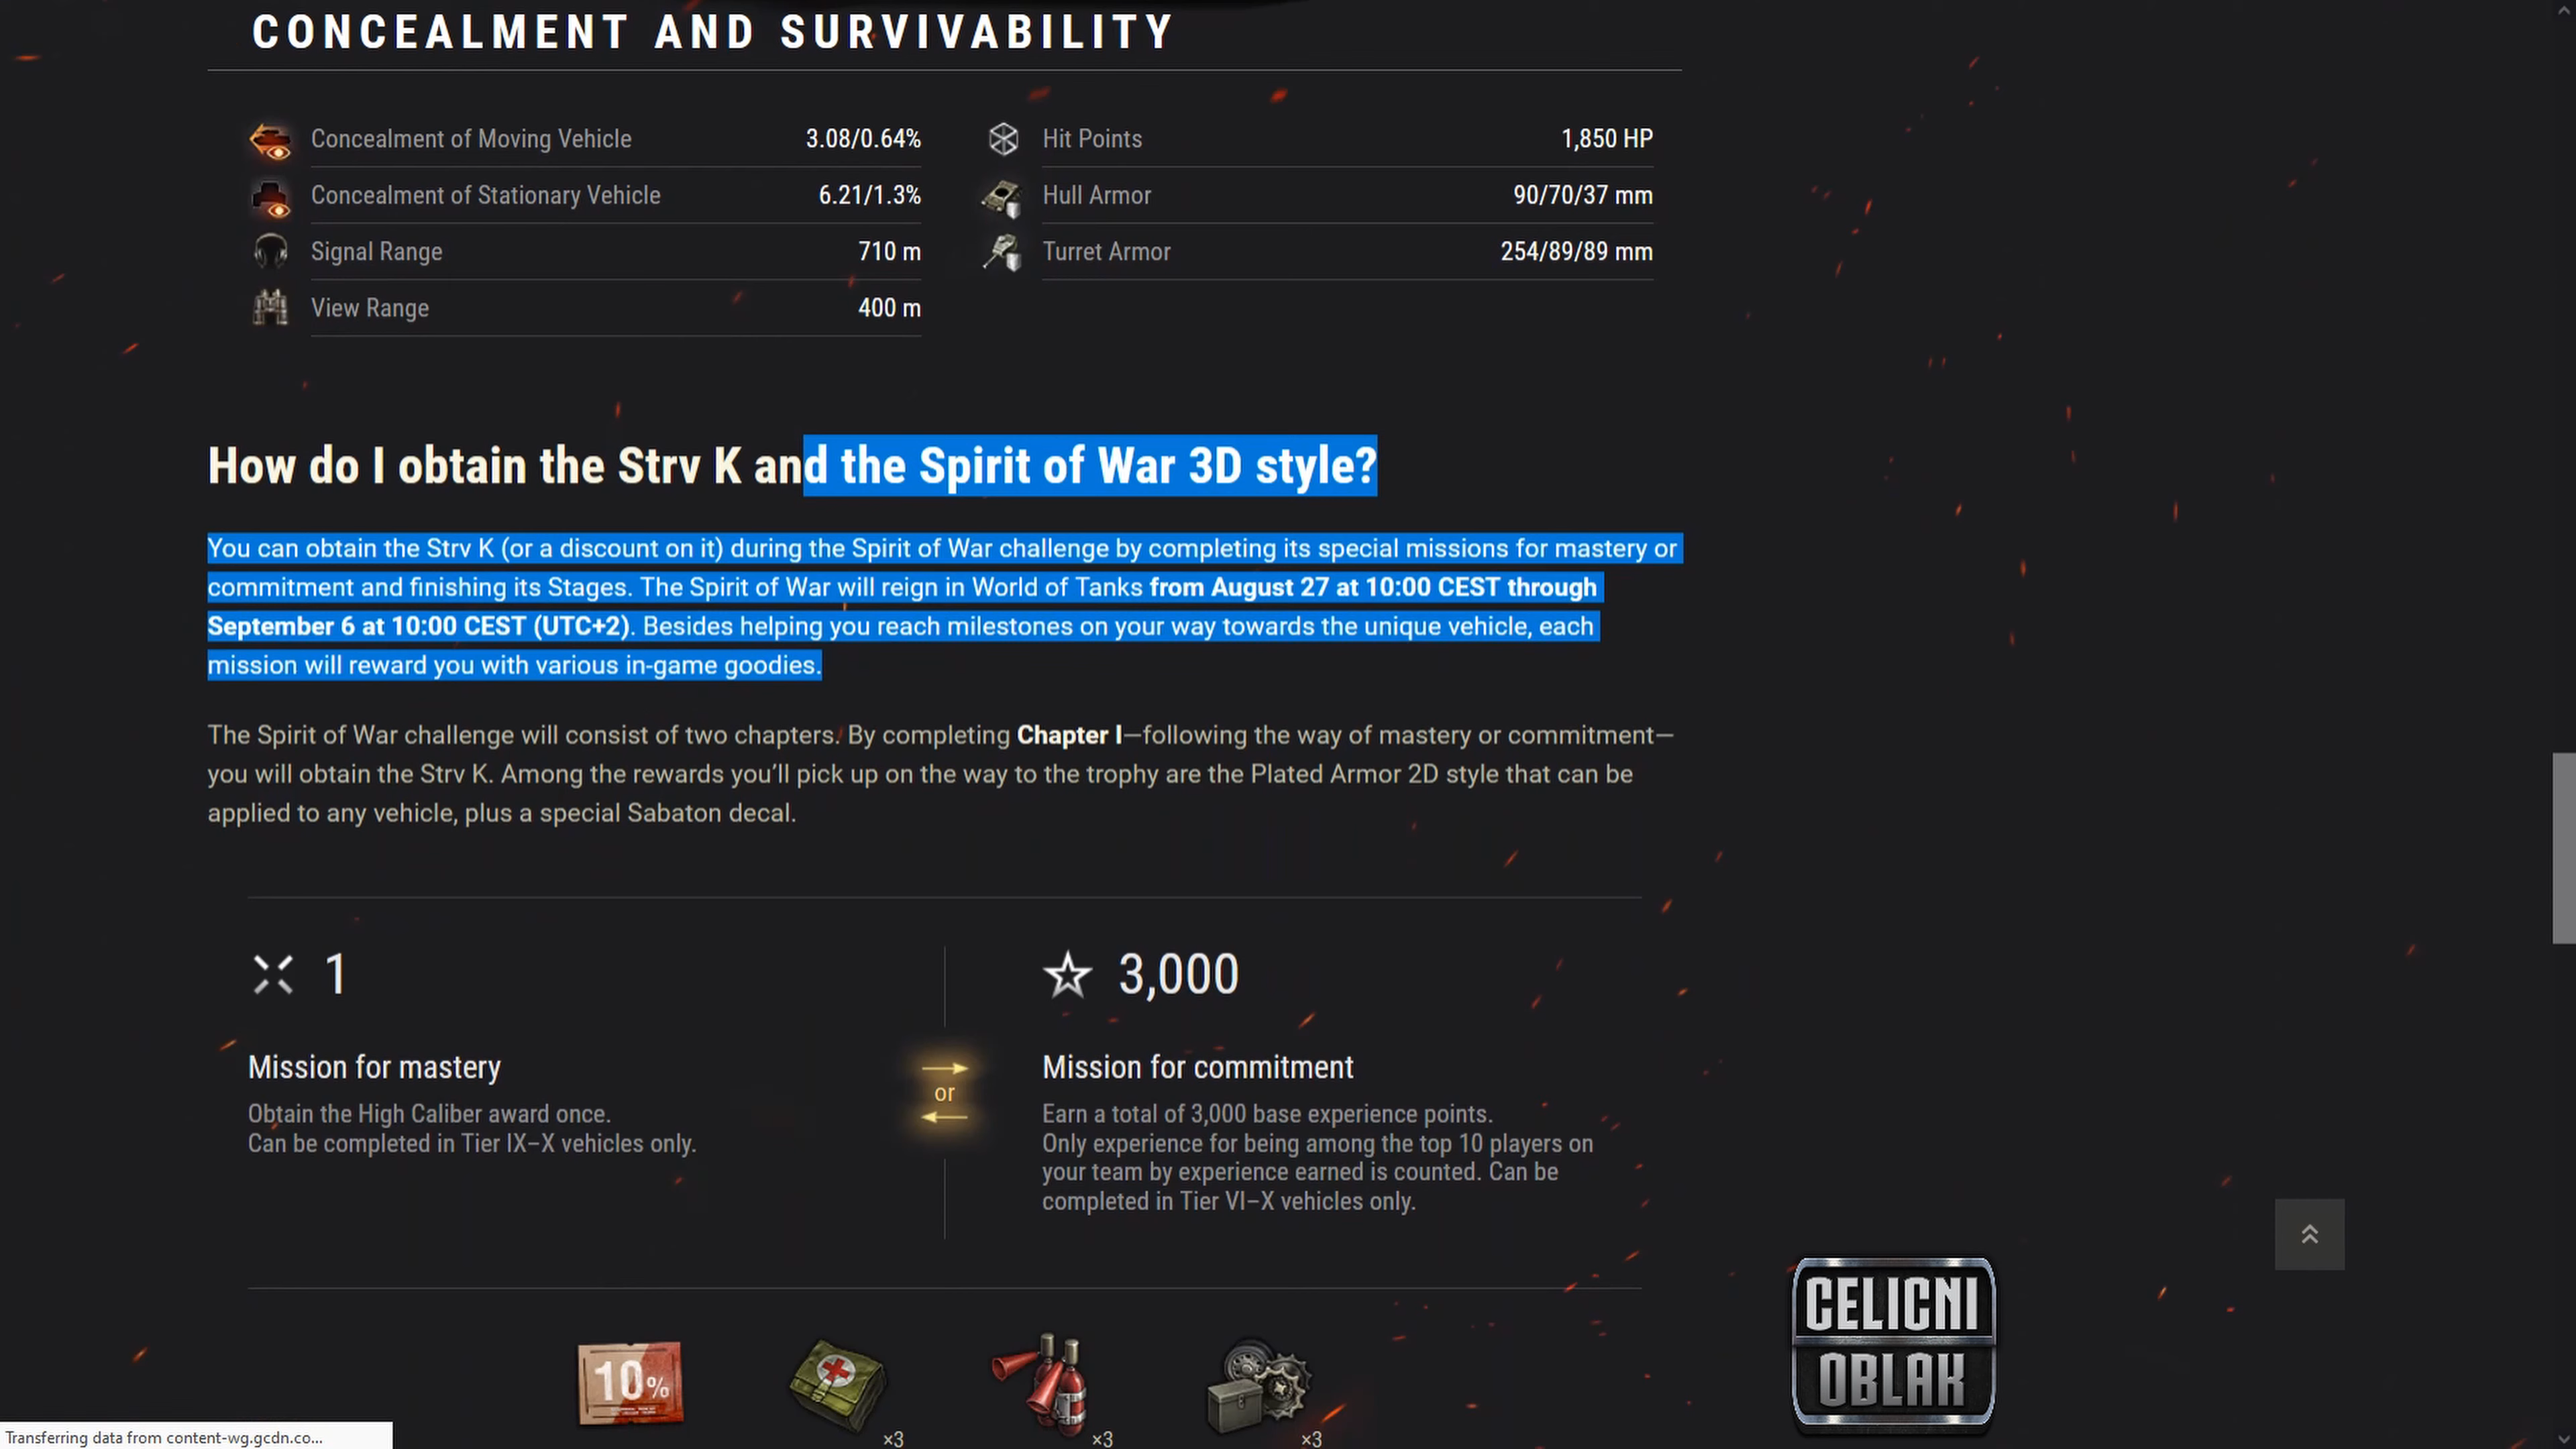 CONCEALMENT AND SURVIVABILITY
Concealment of Moving Vehicle 3.08/0.64%
Concealment of Stationary Vehicle 6.21/1.3%
Signal Range 710 m
View Range 400 m
Hit Points 1,850 HP
Hull Armor 90/70/37 mm
Turret Armor 254/89/89 mm
How do I obtain the Strv K and the Spirit of War 3D style?
You can obtain the Strv K (or a discount on it) during the Spirit of War challenge by completing its special missions for mastery or
commitment and finishing its Stages. The Spirit of War will reign in World of Tanks from August 27 at 10:00 CEST through
September 6 at 10:00 CEST (UTC+2). Besides helping you reach milestones on your way towards the unique vehicle, each
mission will reward you with various in-game goodies.
The Spirit of War challenge will consist of two chapters. By completing Chapter I—following the way of mastery or commitment—
you will obtain the Strv K. Among the rewards you’ll pick up on the way to the trophy are the Plated Armor 2D style that can be
applied to any vehicle, plus a special Sabaton decal.
1
Mission for mastery
Obtain the High Caliber award once.
Can be completed in Tier IX–X vehicles only.
or
3,000
Mission for commitment
Earn a total of 3,000 base experience points.
Only experience for being among the top 10 players on
your team by experience earned is counted. Can be
completed in Tier VI–X vehicles only.
10%
×3
×3
×3
CELICNI
OBLAK
Transferring data from content-wg.gcdn.co...